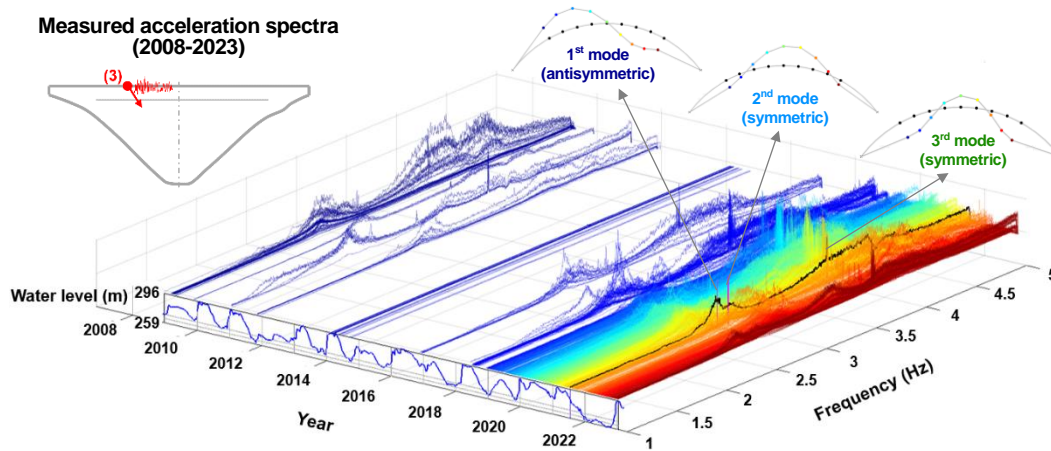 Measured acceleration spectra
(2008-2023)
(3)
1st mode
(antisymmetric)
2nd mode
(symmetric)
3rd mode
(symmetric)
Water level (m)
296
259
2008
2010
2012
2014
2016
2018
2020
2022
Year
1
1.5
2
2.5
3
3.5
4
4.5
5
Frequency (Hz)